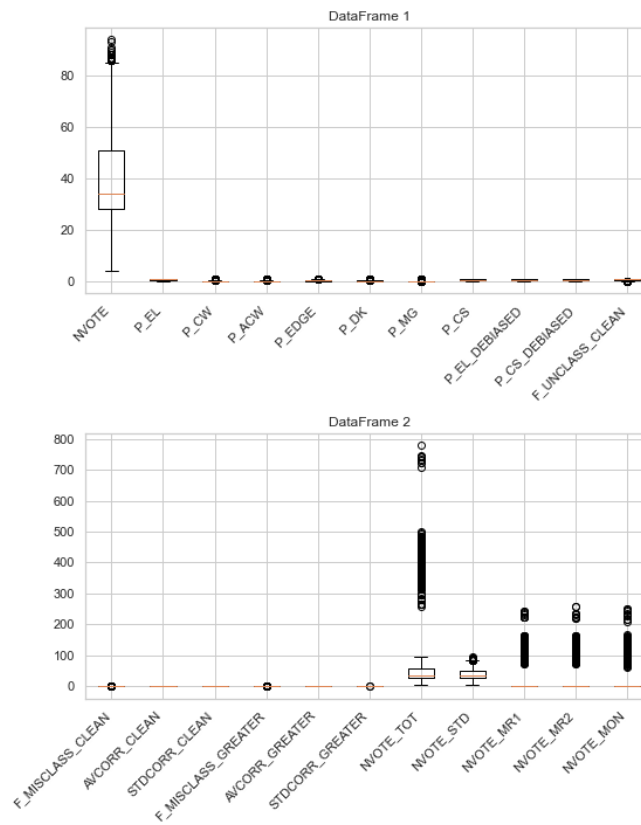 DataFrame 1
80
60
40
20
0
NVOTE
P_EL
P_CW
P_ACW
P_EDGE
P_DK
P_MG
P_CS
P_EL_DEBIASED
P_CS_DEBIASED
F_UNCLASS_CLEAN
DataFrame 2
800
700
600
500
400
300
200
100
0
F_MISCLASS_CLEAN
AVCORR_CLEAN
STDCORR_CLEAN
F_MISCLASS_GREATER
AVCORR_GREATER
STDCORR_GREATER
NVOTE_TOT
NVOTE_STD
NVOTE_MR1
NVOTE_MR2
NVOTE_MON